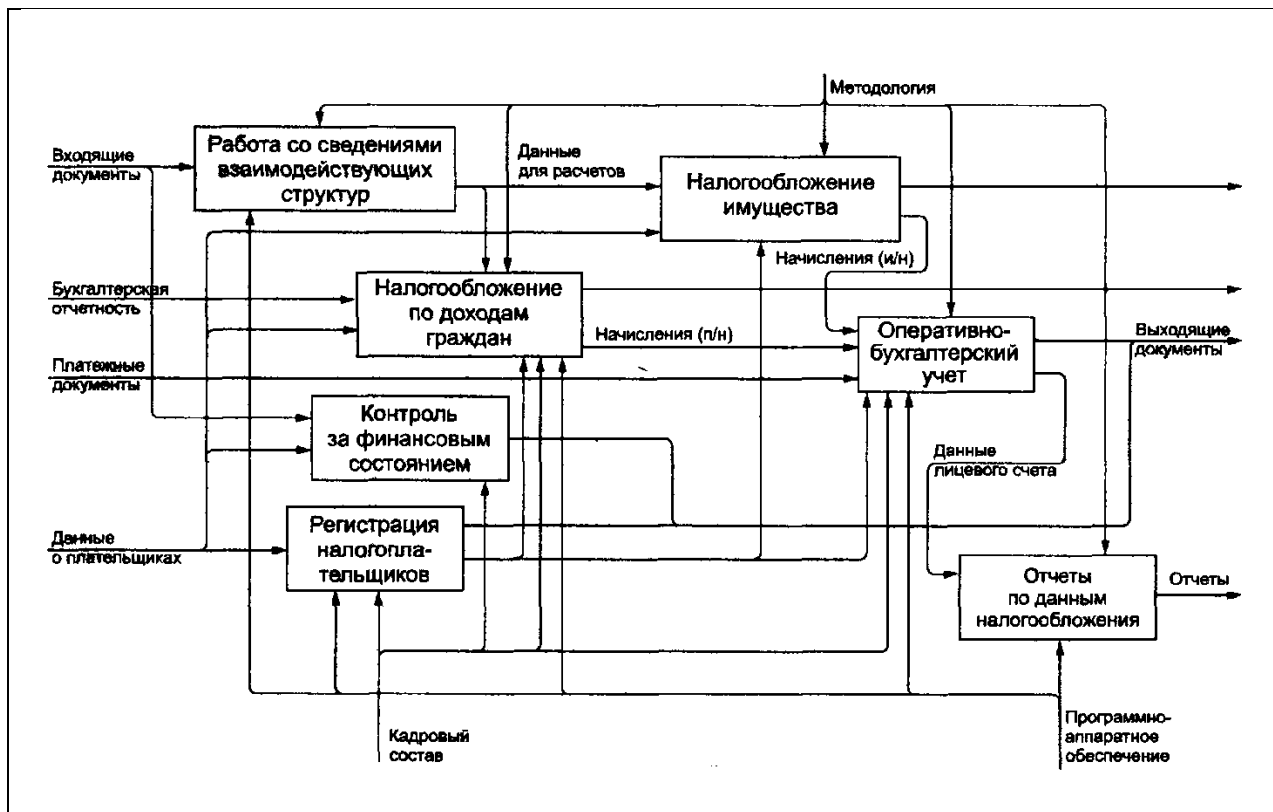 Методология
Работа со сведениями
взаимодействующих
структур
Входящие
документы
Данные
для расчетов
Налогообложение
имущества
Начисления (и/н)
Бухгалтерская
отчетность
Налогообложение
по доходам
граждан
Начисления (п/н)
Оперативно-
бухгалтерский
учет
Выходящие
документы
Платежные
документы
Контроль
за финансовым
состоянием
Данные
лицевого счета
Данные
о плательщиках
Регистрация
налогопла-
тельщиков
Отчеты
по данным
налогообложения
Отчеты
Кадровый
состав
Программно-
аппаратное
обеспечение